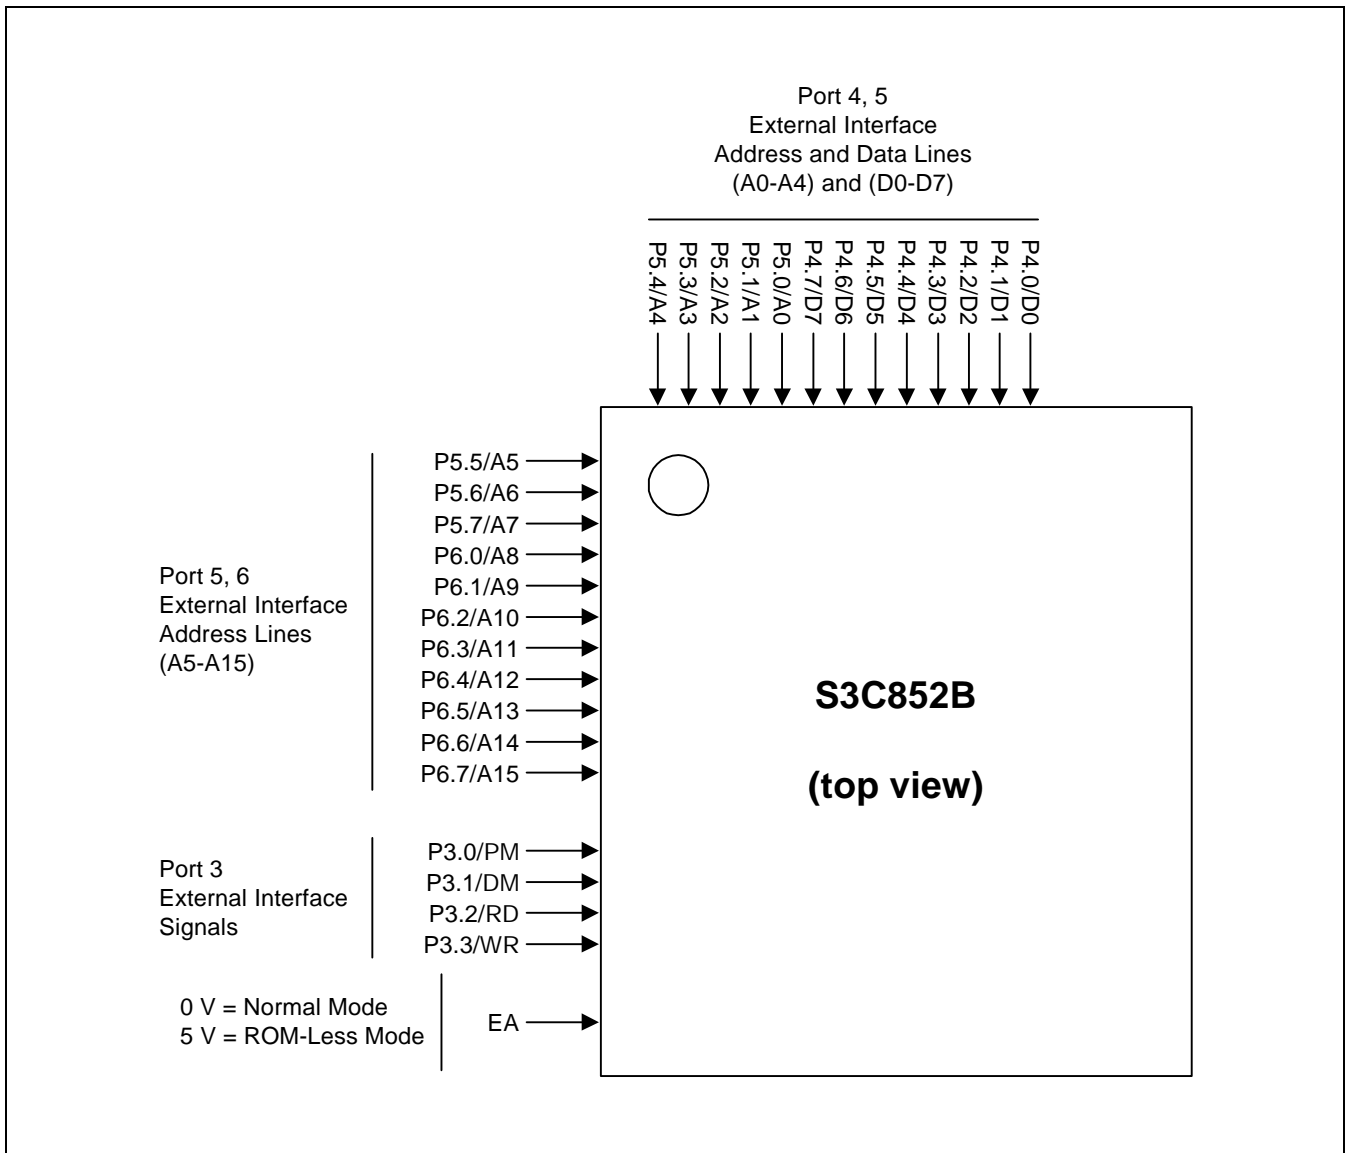 Port 4, 5
External Interface
Address and Data Lines
(A0-A4) and (D0-D7)
P5.4/A4
P5.3/A3
P5.2/A2
P5.1/A1
P5.0/A0
P4.7/D7
P4.6/D6
P4.5/D5
P4.4/D4
P4.3/D3
P4.2/D2
P4.1/D1
P4.0/D0
Port 5, 6
External Interface
Address Lines
(A5-A15)
P5.5/A5
P5.6/A6
P5.7/A7
P6.0/A8
P6.1/A9
P6.2/A10
P6.3/A11
P6.4/A12
P6.5/A13
P6.6/A14
P6.7/A15
S3C852B
(top view)
Port 3
External Interface
Signals
P3.0/PM
P3.1/DM
P3.2/RD
P3.3/WR
0 V = Normal Mode
5 V = ROM-Less Mode
EA